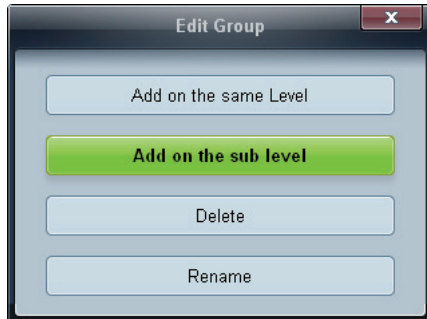 Edit Group
x
Add on the same Level
Add on the sub level
Delete
Rename